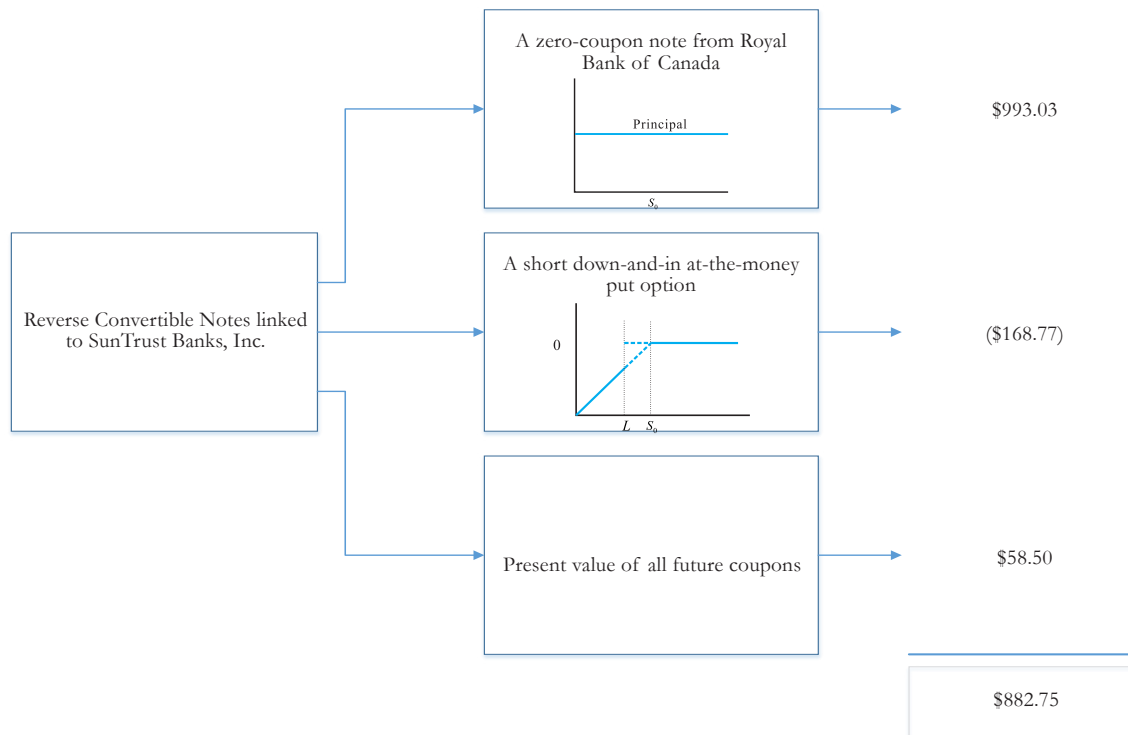 A zero-coupon note from Royal
Bank of Canada
Principal
S₀
$993.03
Reverse Convertible Notes linked
to SunTrust Banks, Inc.
A short down-and-in at-the-money
put option
0
L S₀
($168.77)
Present value of all future coupons
$58.50
$882.75